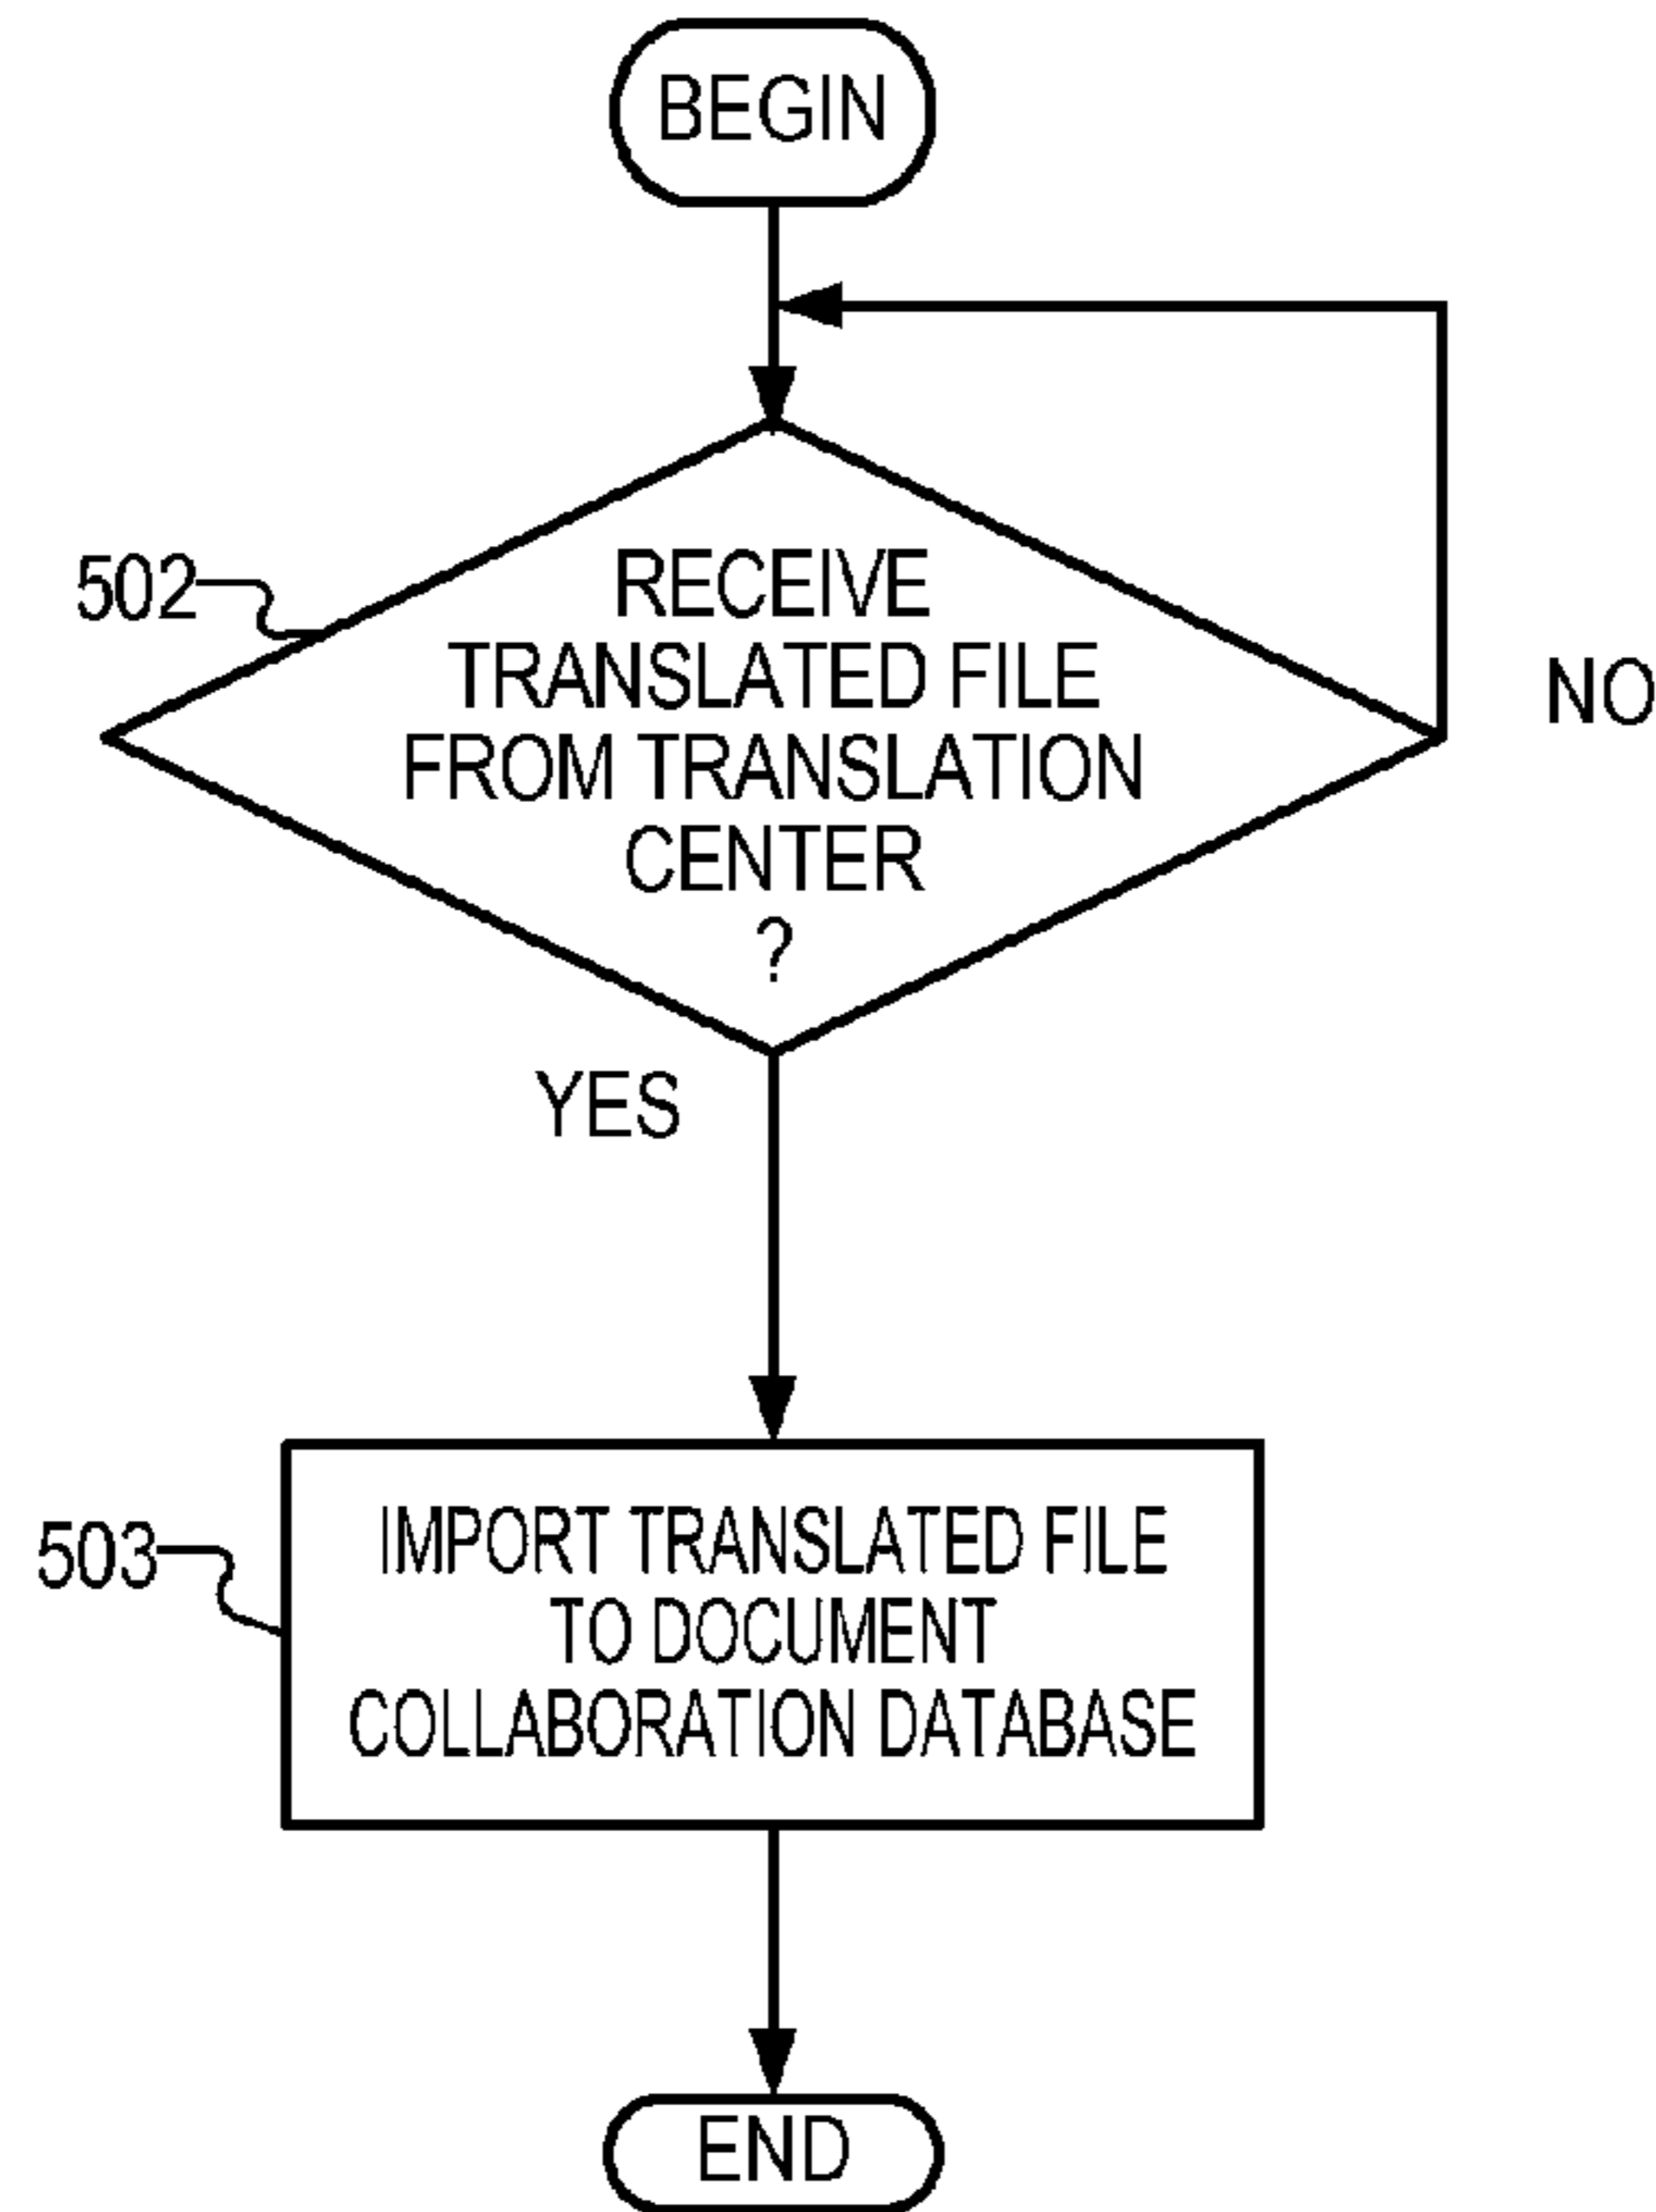 BEGIN
502
RECEIVE
TRANSLATED FILE
FROM TRANSLATION
CENTER
?
NO
YES
503
IMPORT TRANSLATED FILE
TO DOCUMENT
COLLABORATION DATABASE
END